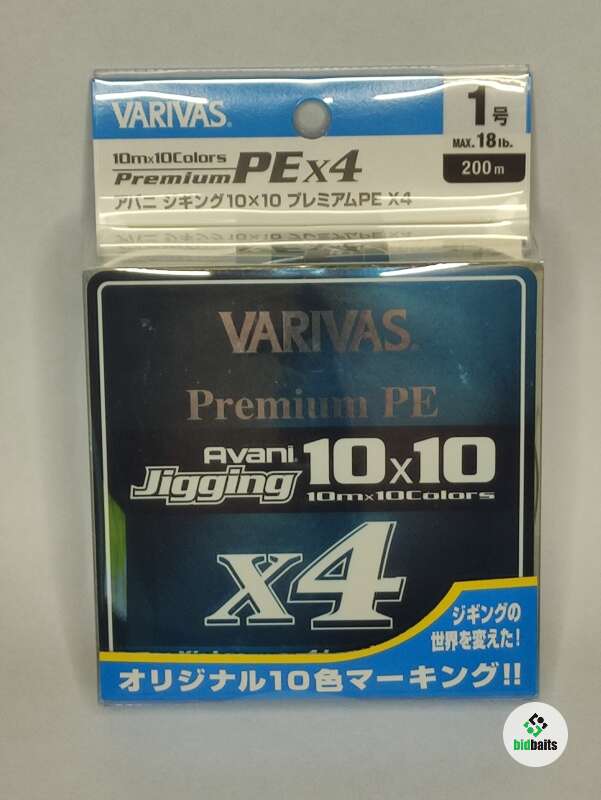 VARIVAS®
10m×10Colors
Premium PE X4
アバニ ジギング10×10 プレミアムPE X4
1号
MAX. 18lb.
200m
VARIVAS®
Premium PE
Avani®
Jigging 10×10
10m×10Colors
X4
ジギングの
世界を変えた!
オリジナル10色マーキング!!
bidbaits